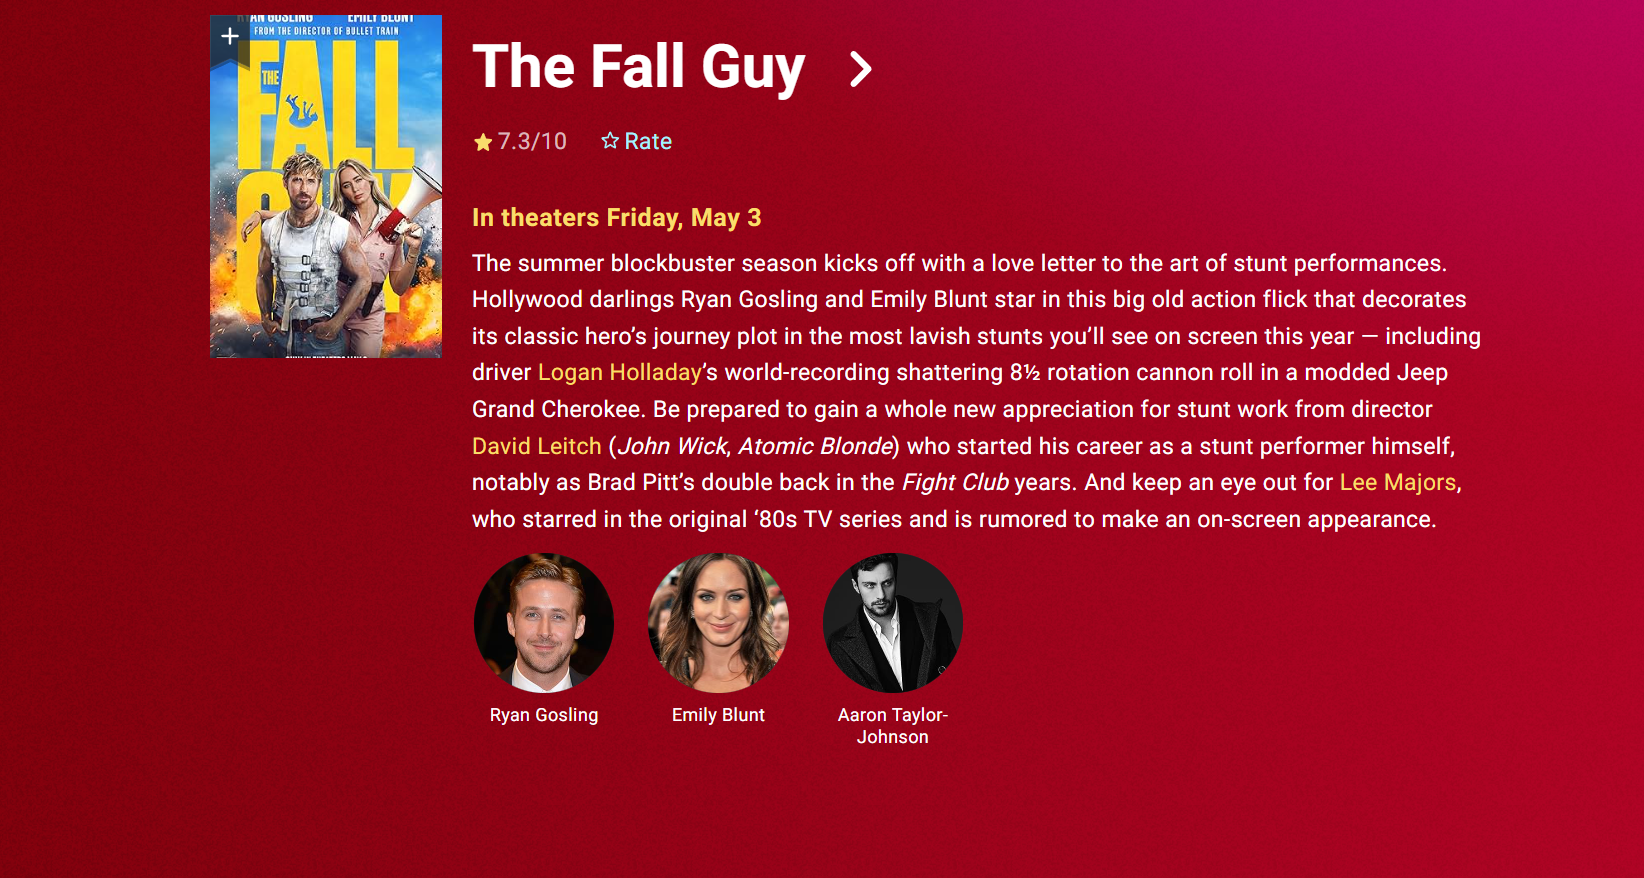 RYAN GOSLING EMILY BLUNT
FROM THE DIRECTOR OF BULLET TRAIN
THE
FALL
GUY
The Fall Guy
7.3/10 Rate
In theaters Friday, May 3
The summer blockbuster season kicks off with a love letter to the art of stunt performances.
Hollywood darlings Ryan Gosling and Emily Blunt star in this big old action flick that decorates
its classic hero’s journey plot in the most lavish stunts you’ll see on screen this year — including
driver Logan Holladay’s world-recording shattering 8½ rotation cannon roll in a modded Jeep
Grand Cherokee. Be prepared to gain a whole new appreciation for stunt work from director
David Leitch (John Wick, Atomic Blonde) who started his career as a stunt performer himself,
notably as Brad Pitt’s double back in the Fight Club years. And keep an eye out for Lee Majors,
who starred in the original ‘80s TV series and is rumored to make an on-screen appearance.
Ryan Gosling
Emily Blunt
Aaron Taylor-
Johnson